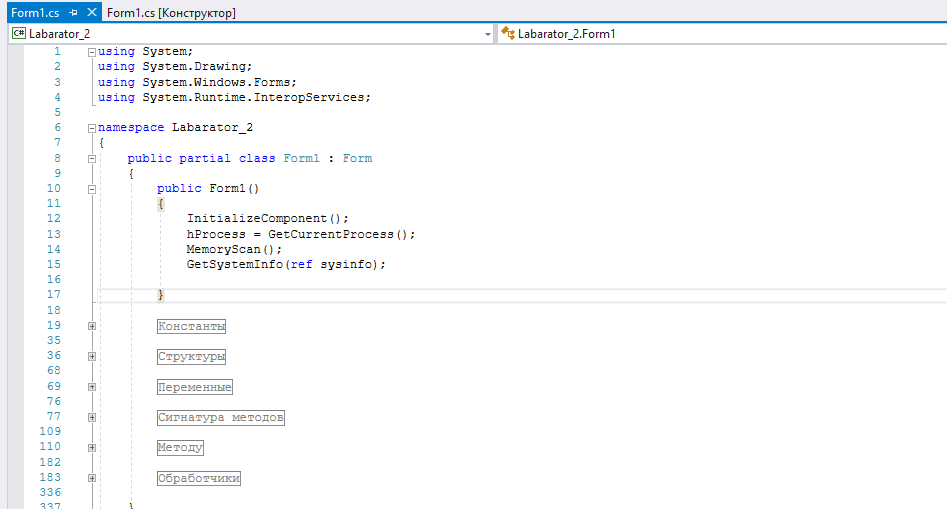 Form1.cs Form1.cs [Конструктор]
C# Labarator_2 Labarator_2.Form1
1 using System;
2 using System.Drawing;
3 using System.Windows.Forms;
4 using System.Runtime.InteropServices;
5
6 namespace Labarator_2
7 {
8 public partial class Form1 : Form
9 {
10 public Form1()
11 {
12 InitializeComponent();
13 hProcess = GetCurrentProcess();
14 MemoryScan();
15 GetSystemInfo(ref sysinfo);
16
17 }
18
19 Константы
35
36 Структуры
68
69 Переменные
76
77 Сигнатура методов
109
110 Методу
182
183 Обработчики
336
337 }